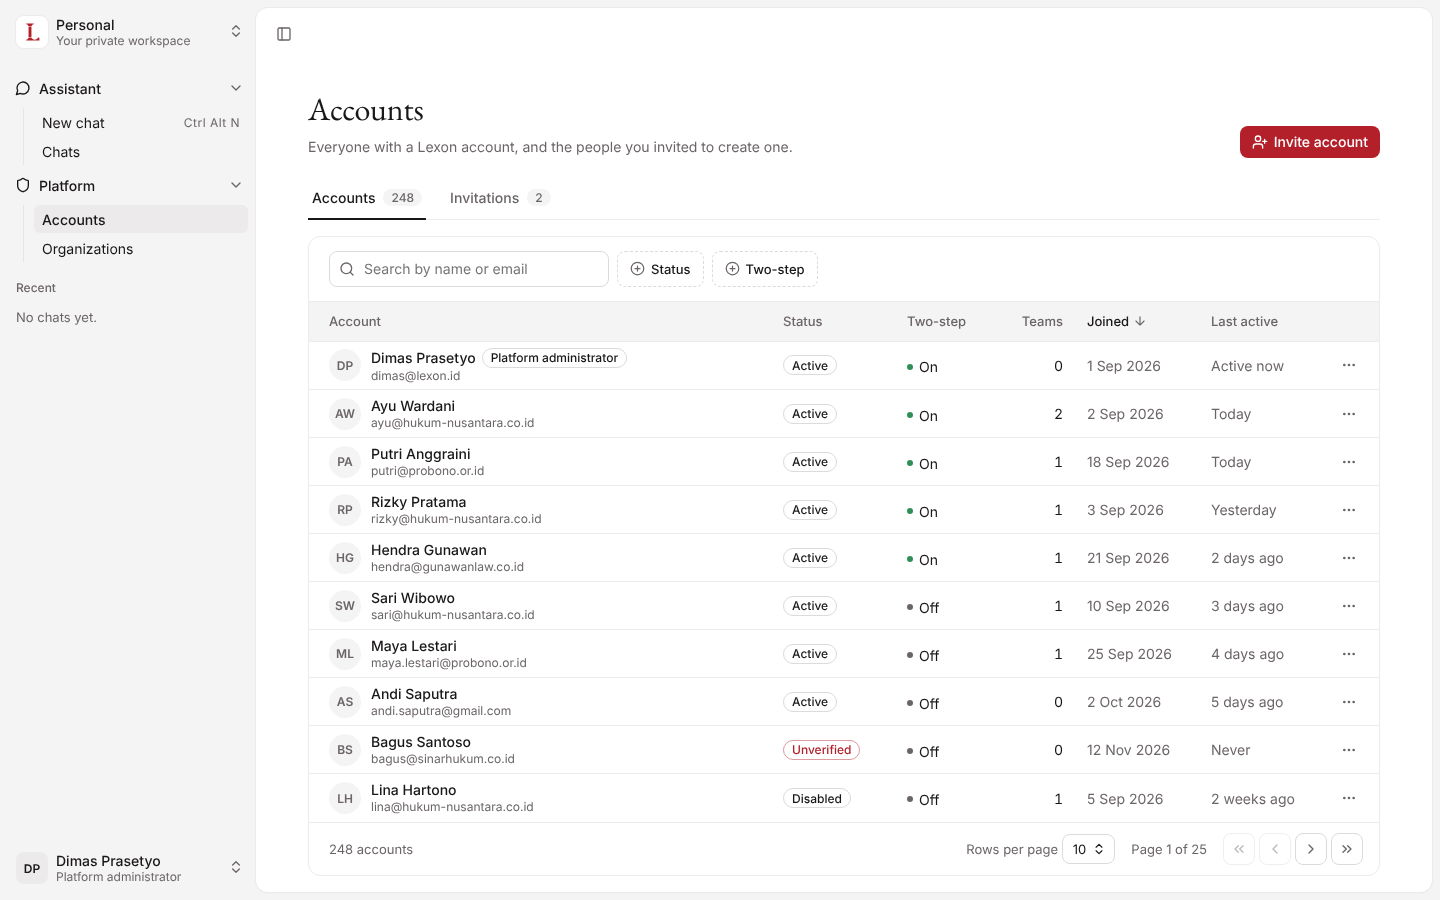 L
Personal
Your private workspace
Assistant
New chat Ctrl Alt N
Chats
Platform
Accounts
Organizations
Recent
No chats yet.
DP
Dimas Prasetyo
Platform administrator
Accounts
Everyone with a Lexon account, and the people you invited to create one.
Invite account
Accounts 248 Invitations 2
Search by name or email Status Two-step
Account Status Two-step Teams Joined Last active
DP Dimas Prasetyo Platform administrator Active On 0 1 Sep 2026 Active now
dimas@lexon.id
AW Ayu Wardani Active On 2 2 Sep 2026 Today
ayu@hukum-nusantara.co.id
PA Putri Anggraini Active On 1 18 Sep 2026 Today
putri@probono.or.id
RP Rizky Pratama Active On 1 3 Sep 2026 Yesterday
rizky@hukum-nusantara.co.id
HG Hendra Gunawan Active On 1 21 Sep 2026 2 days ago
hendra@gunawanlaw.co.id
SW Sari Wibowo Active Off 1 10 Sep 2026 3 days ago
sari@hukum-nusantara.co.id
ML Maya Lestari Active Off 1 25 Sep 2026 4 days ago
maya.lestari@probono.or.id
AS Andi Saputra Active Off 0 2 Oct 2026 5 days ago
andi.saputra@gmail.com
BS Bagus Santoso Unverified Off 0 12 Nov 2026 Never
bagus@sinarhukum.co.id
LH Lina Hartono Disabled Off 1 5 Sep 2026 2 weeks ago
lina@hukum-nusantara.co.id
248 accounts Rows per page 10 Page 1 of 25